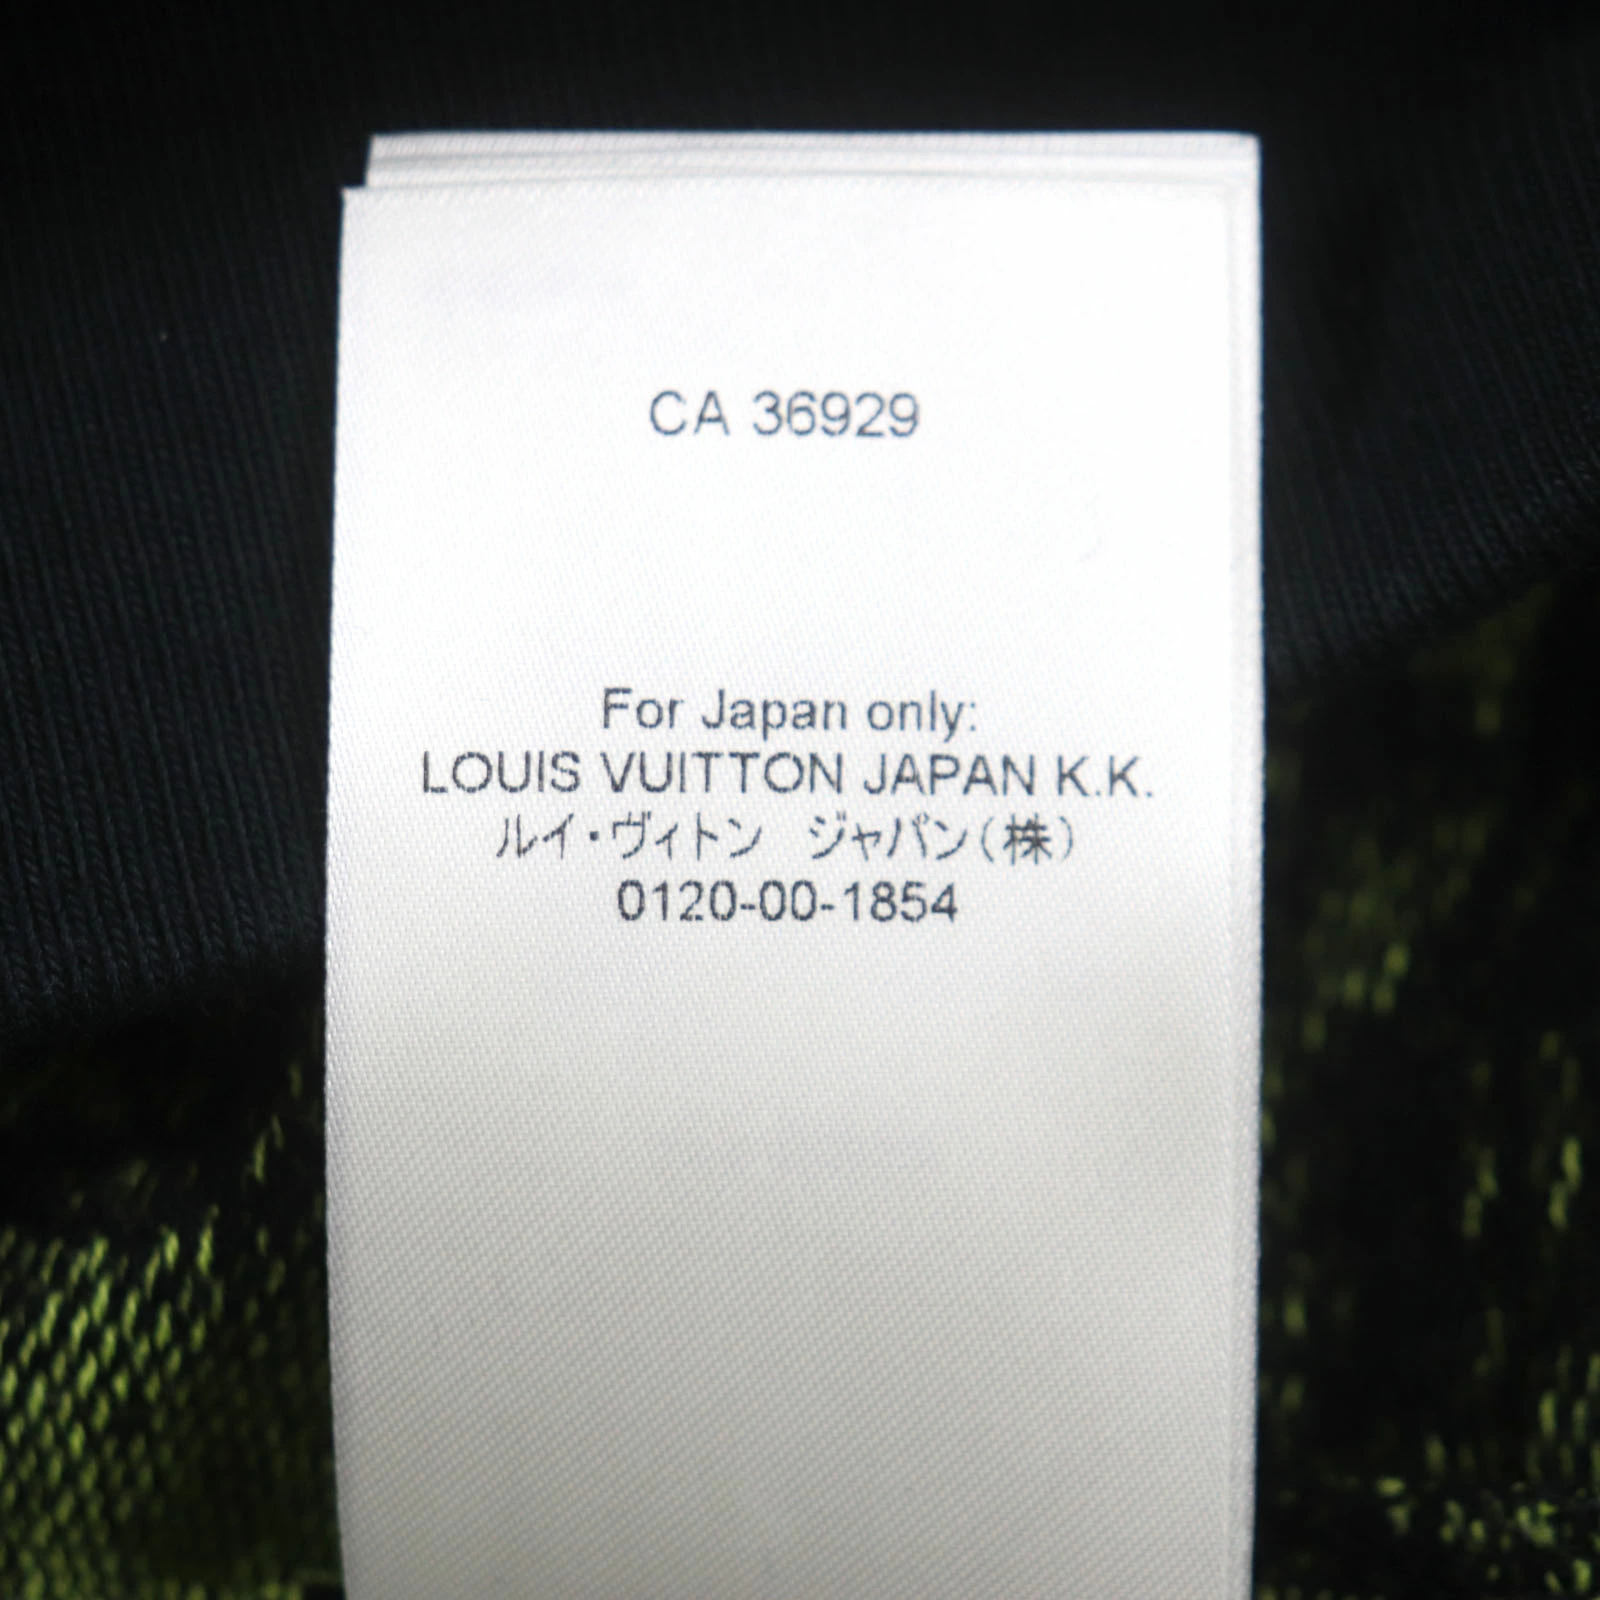 CA 36929
For Japan only:
LOUIS VUITTON JAPAN K.K.
ルイ・ヴィトン ジャパン(株)
0120-00-1854